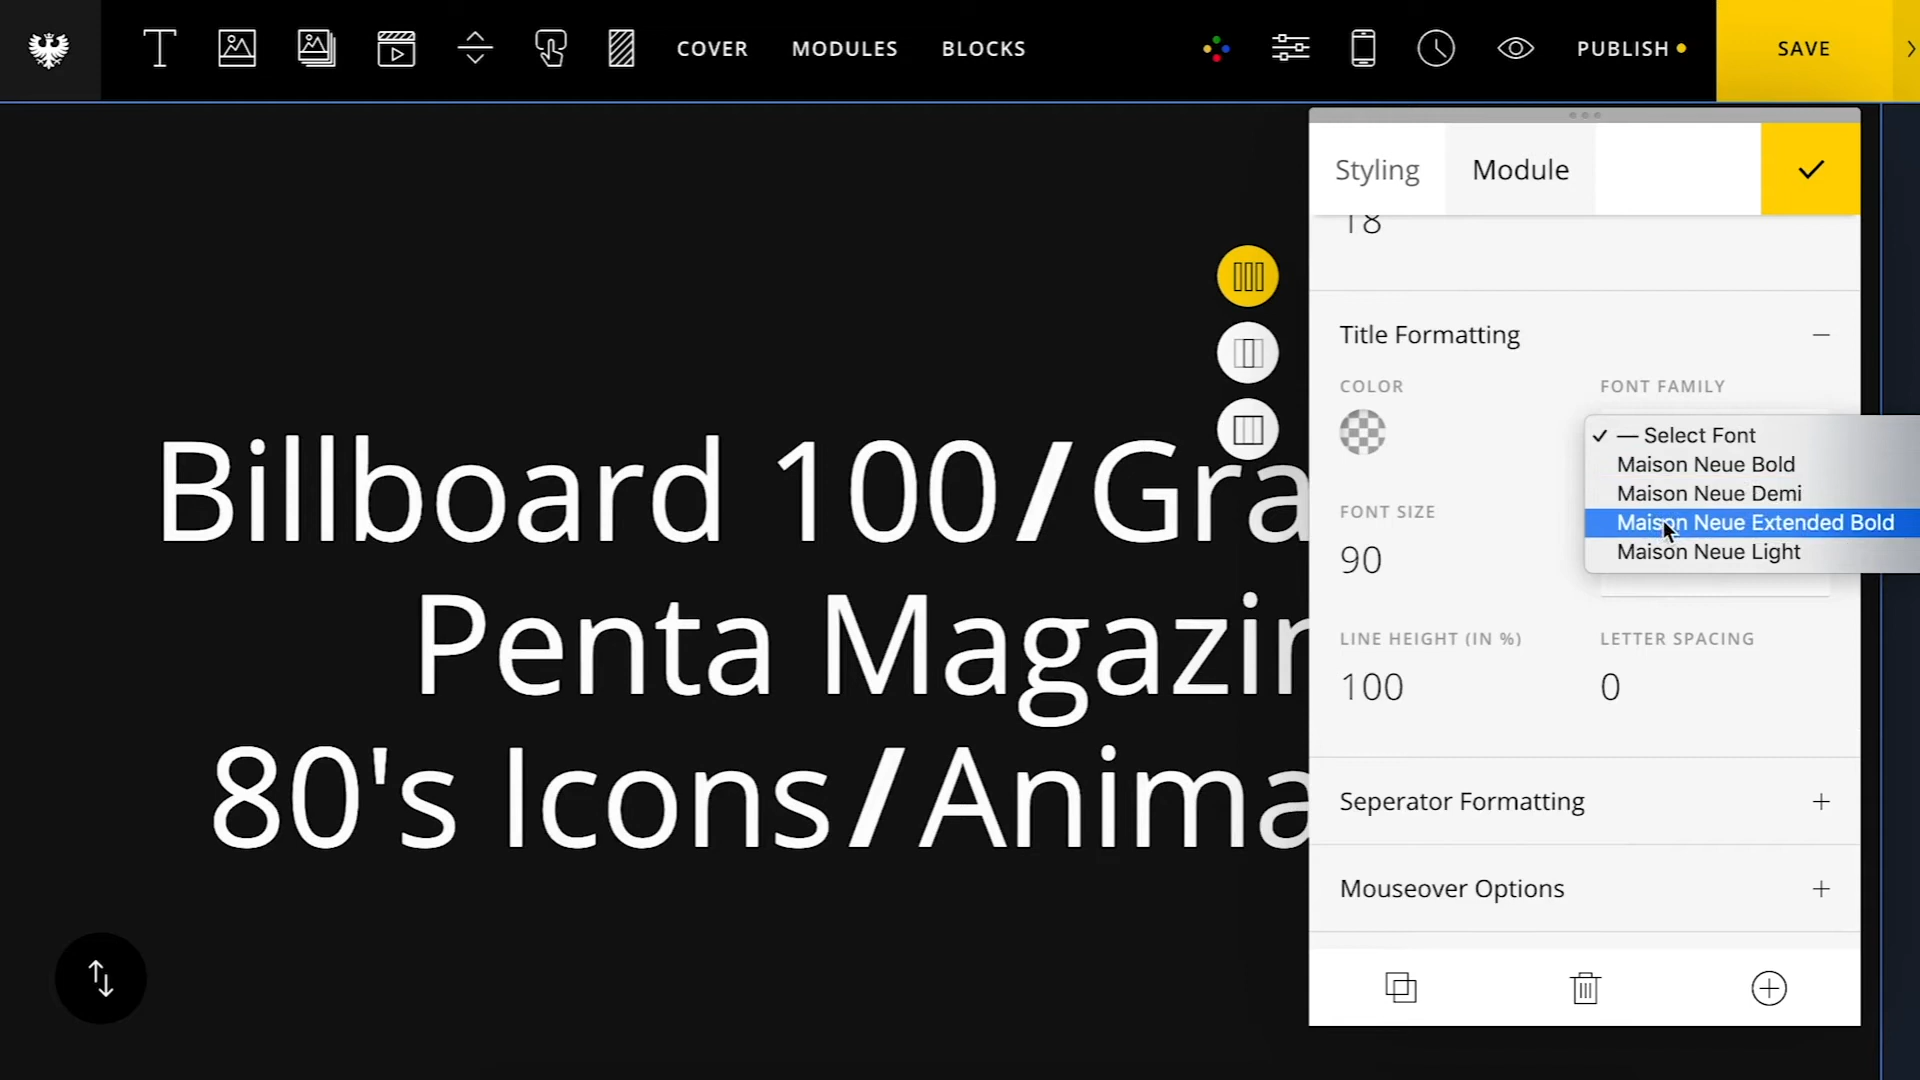 COVER MODULES BLOCKS PUBLISH SAVE
Styling Module
18
Title Formatting
COLOR FONT FAMILY
— Select Font
Maison Neue Bold
Maison Neue Demi
Maison Neue Extended Bold
Maison Neue Light
FONT SIZE
90
LINE HEIGHT (IN %) LETTER SPACING
100 0
Seperator Formatting
Mouseover Options
Billboard 100/Gra
Penta Magazin
80's Icons/Anima